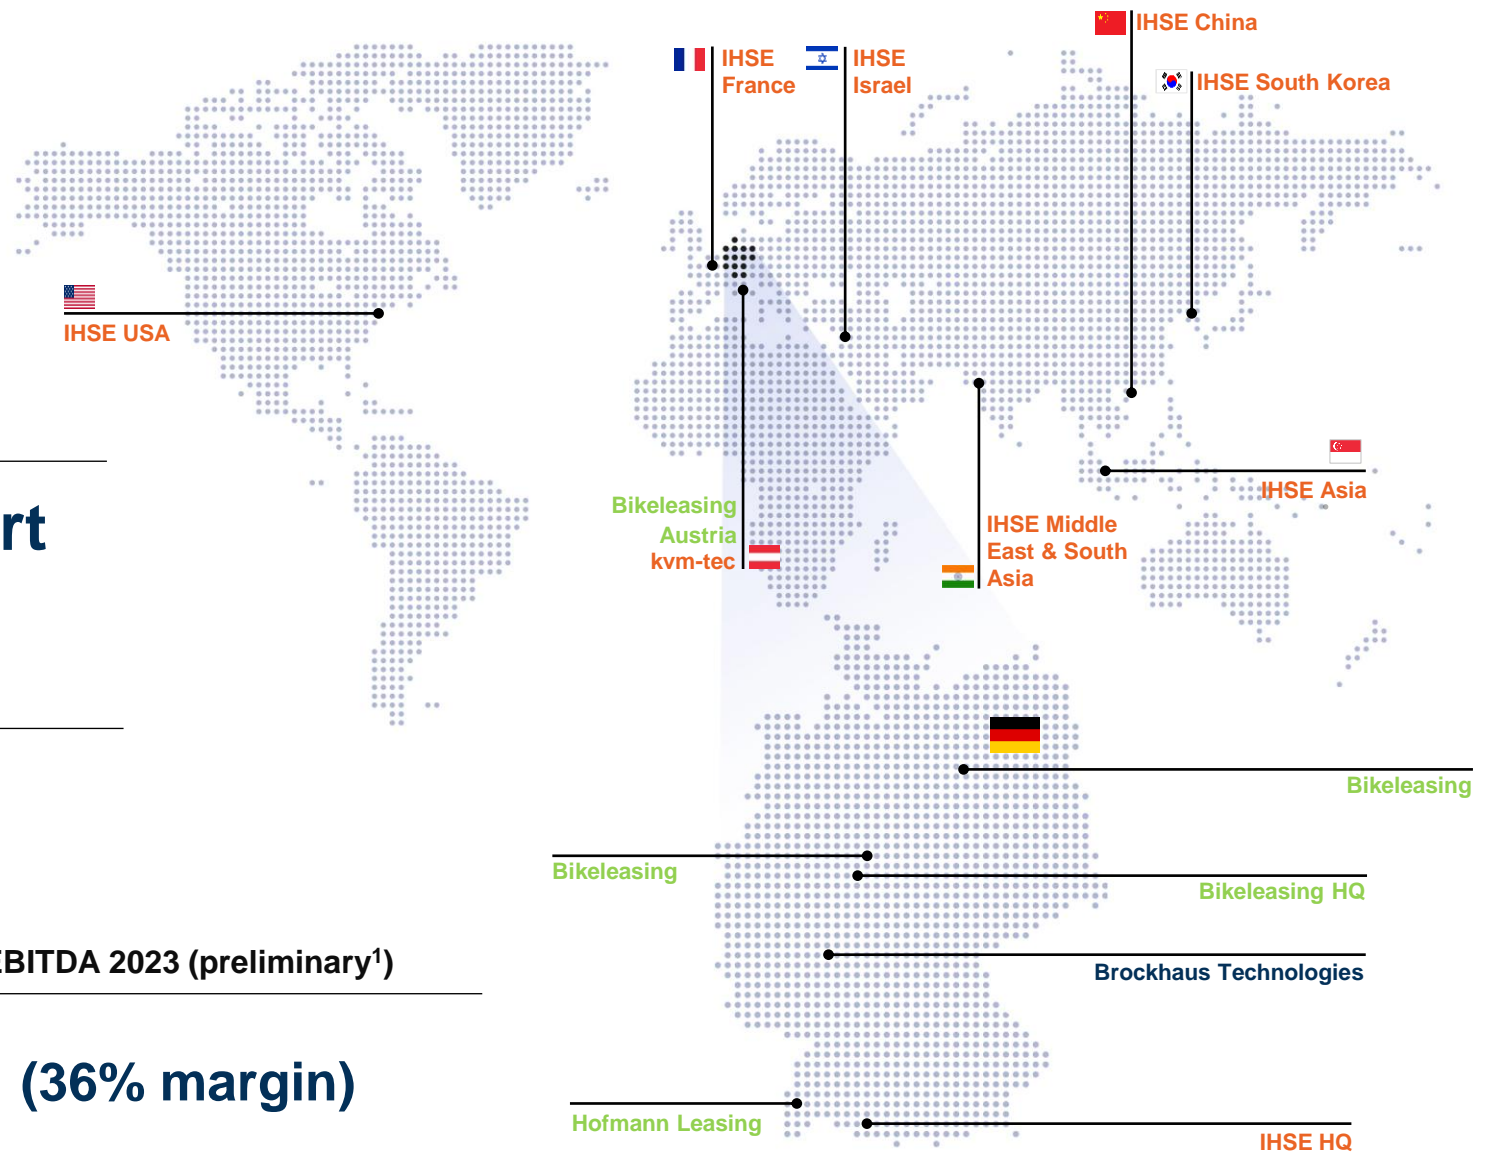 IHSE China
IHSE
France
IHSE
Israel
IHSE South Korea
IHSE USA
IHSE Asia
rt
Bikeleasing
Austria
kvm-tec
IHSE Middle
East & South
Asia
Bikeleasing
Bikeleasing
Bikeleasing HQ
EBITDA 2023 (preliminary¹)
Brockhaus Technologies
(36% margin)
Hofmann Leasing
IHSE HQ